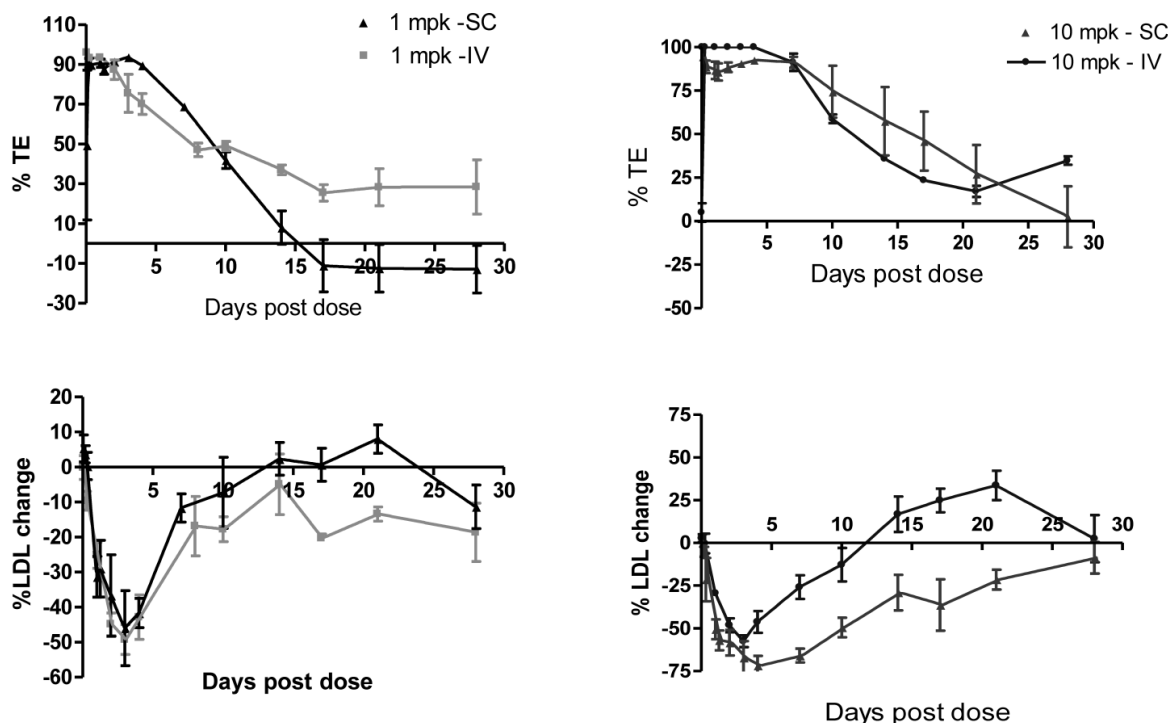 1 mpk -SC
1 mpk -IV
110
90
70
50
30
10
-10
-30
% TE
5 10 15 20 25 30
Days post dose
10 mpk - SC
10 mpk - IV
100
75
50
25
0
-25
-50
% TE
5 10 15 20 25 30
Days post dose
20
10
0
-10
-20
-30
-40
-50
-60
%LDL change
5 10 15 20 25 30
Days post dose
75
50
25
0
-25
-50
-75
% LDL change
5 10 15 20 25 30
Days post dose